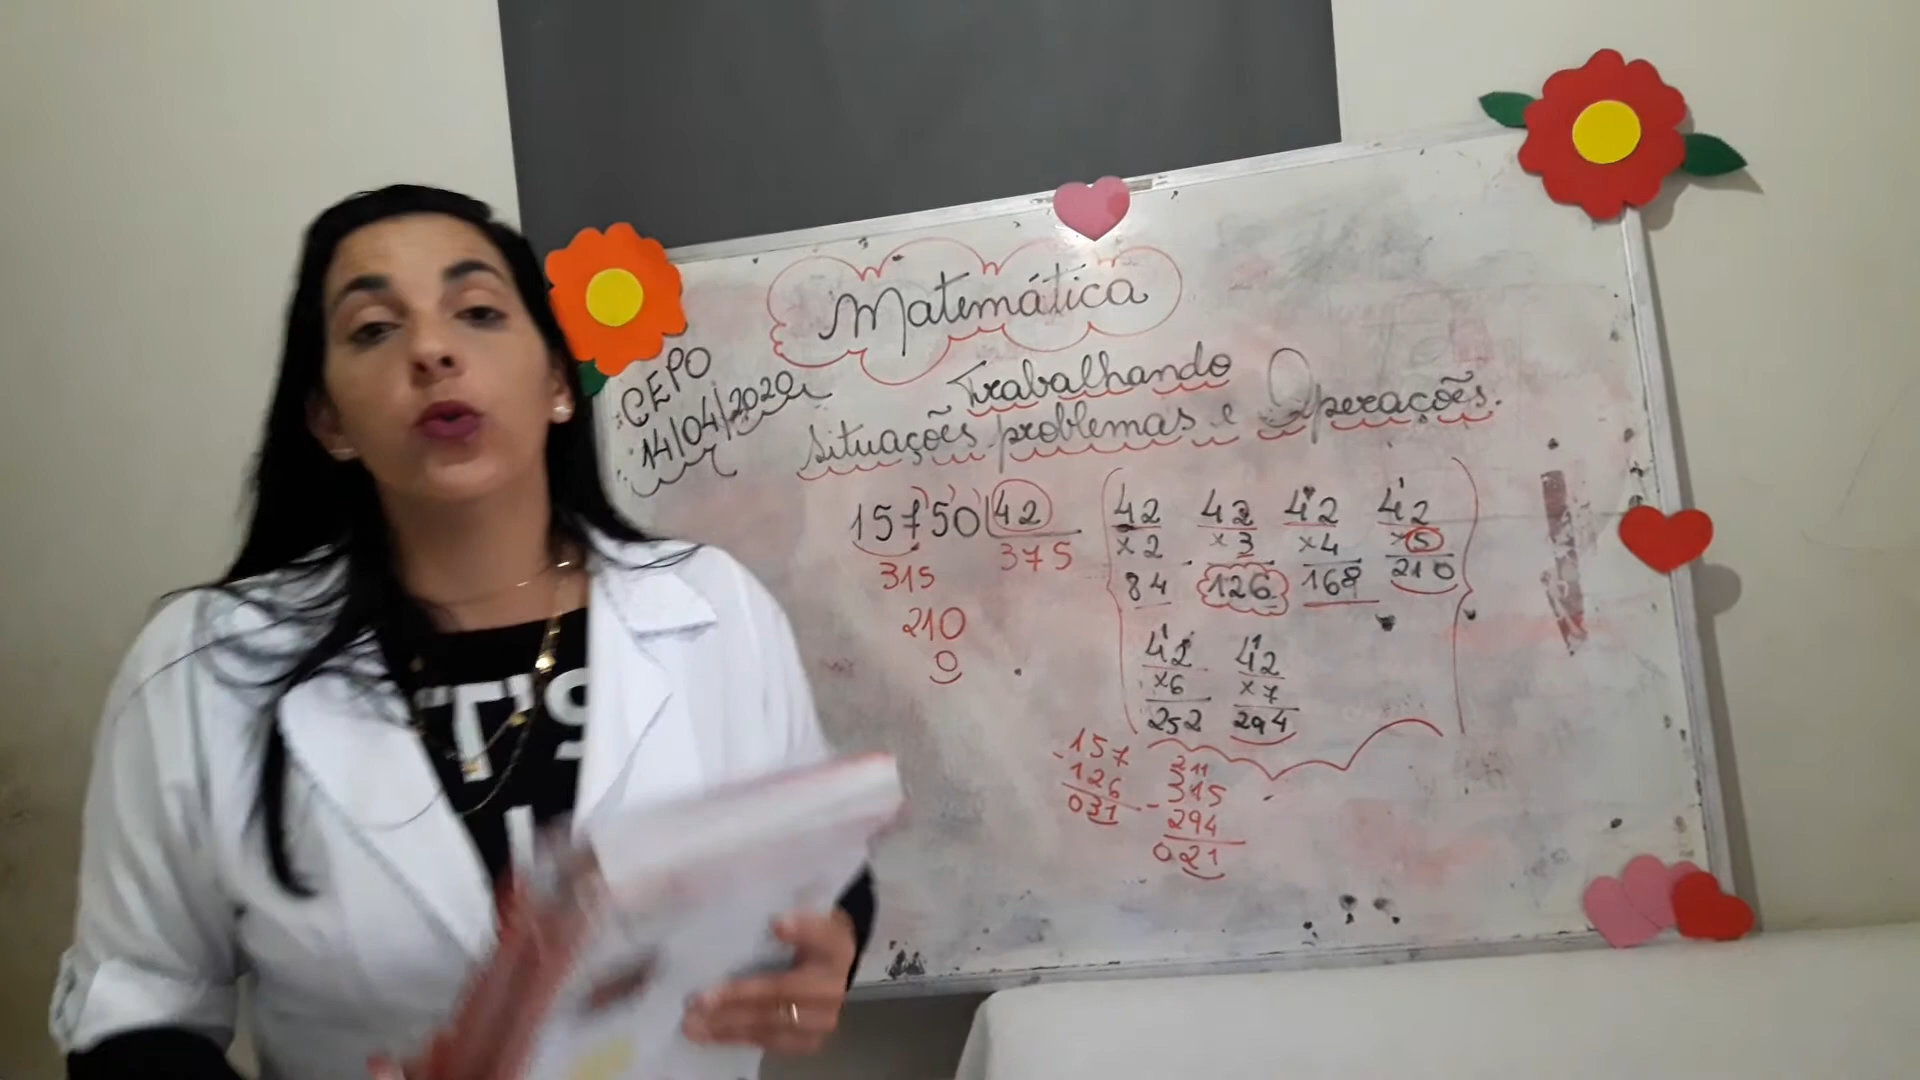 Matemática
CEPO
14/04/2020
Trabalhando
Situações problemas e Operações.
15750 42
375
315
210
0
42 42 42 42
x2 x3 x4 x5
84 126 168 210
42 42
x6 x7
252 294
157
- 126
031
211
315
- 294
021
T'S